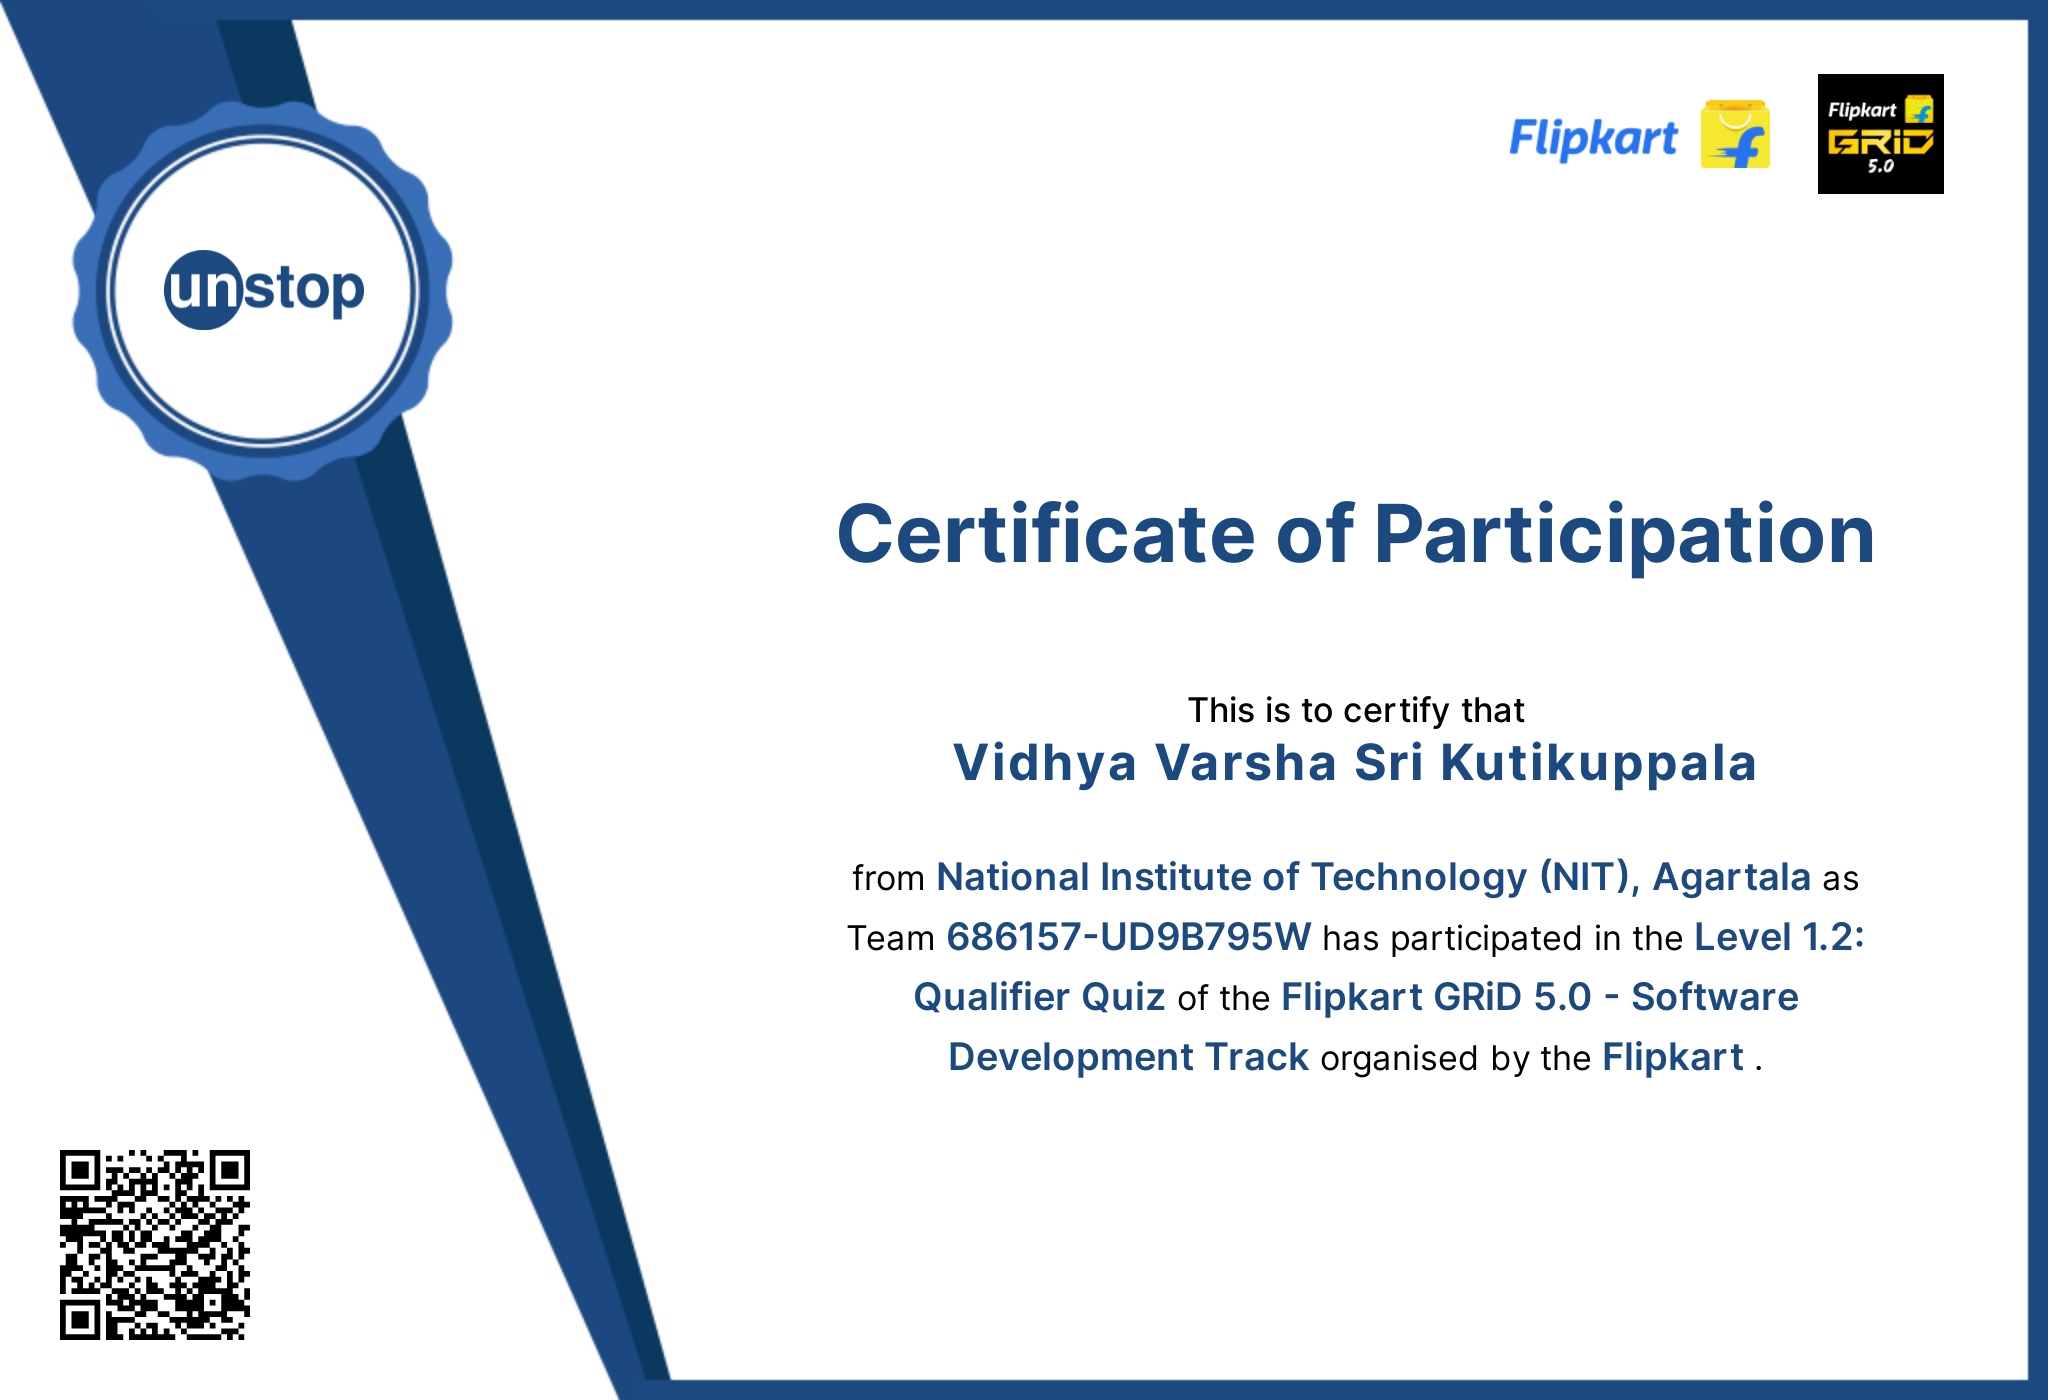 Flipkart
Flipkart
GRiD
5.0
unstop
Certificate of Participation
This is to certify that
Vidhya Varsha Sri Kutikuppala
from National Institute of Technology (NIT), Agartala as
Team 686157-UD9B795W has participated in the Level 1.2:
Qualifier Quiz of the Flipkart GRiD 5.0 - Software
Development Track organised by the Flipkart .